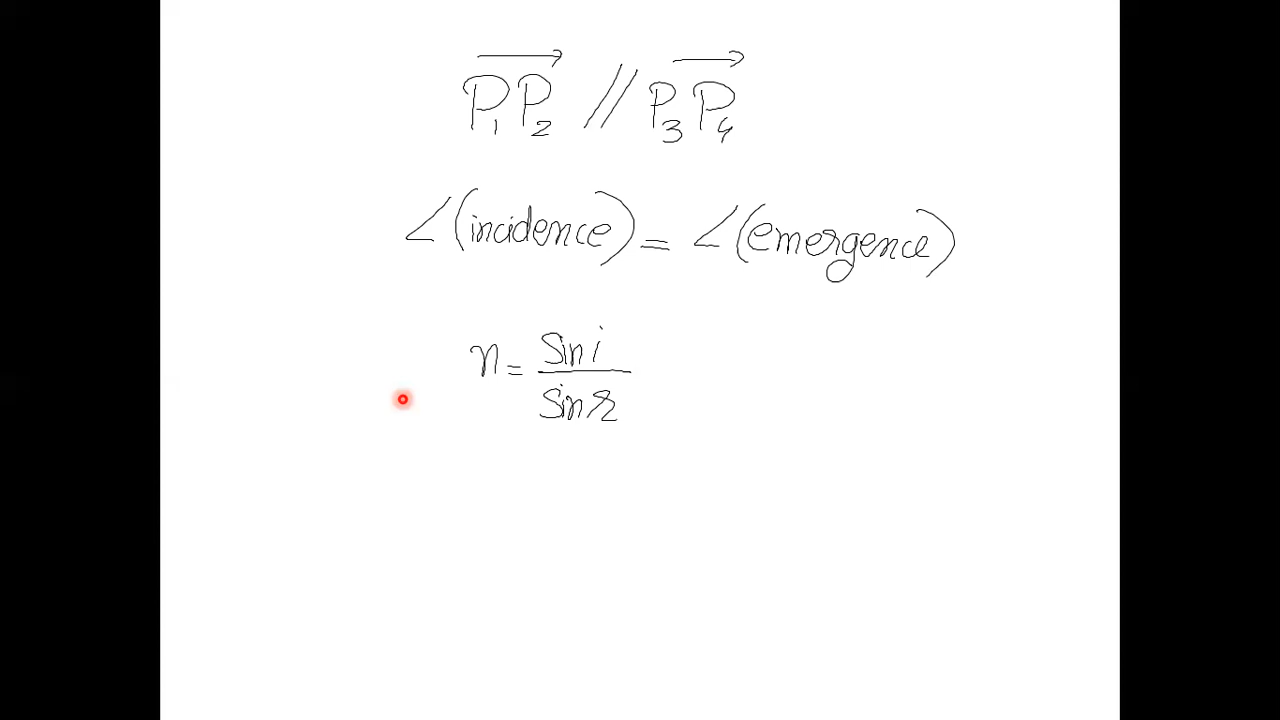 P₁P₂ // P₃P₄
∠(incidence) = ∠(emergence)
n = sin i / sin r